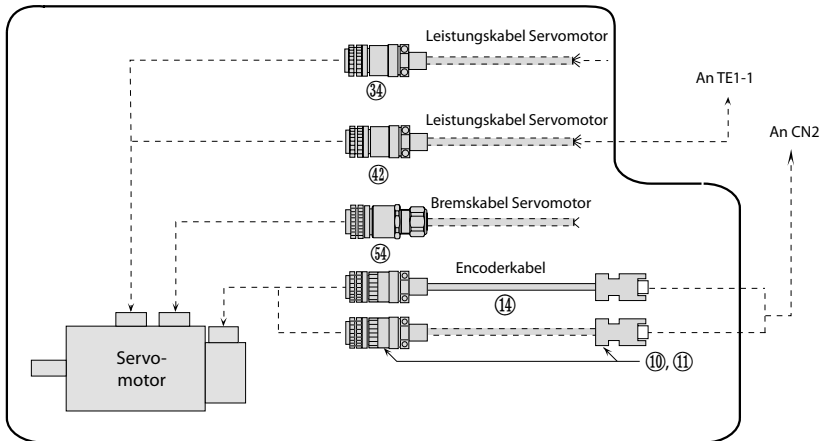 Leistungskabel Servomotor
An TE1-1
㉞
Leistungskabel Servomotor
An CN2
㊷
Bremskabel Servomotor
54
Encoderkabel
⑭
Servo-
motor
⑩, ⑪